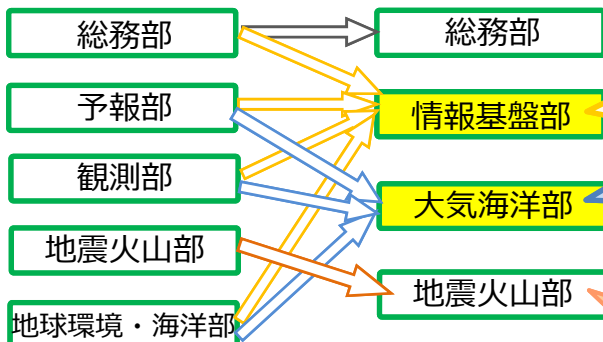 総務部
予報部
観測部
地震火山部
地球環境・海洋部
総務部
情報基盤部
大気海洋部
地震火山部